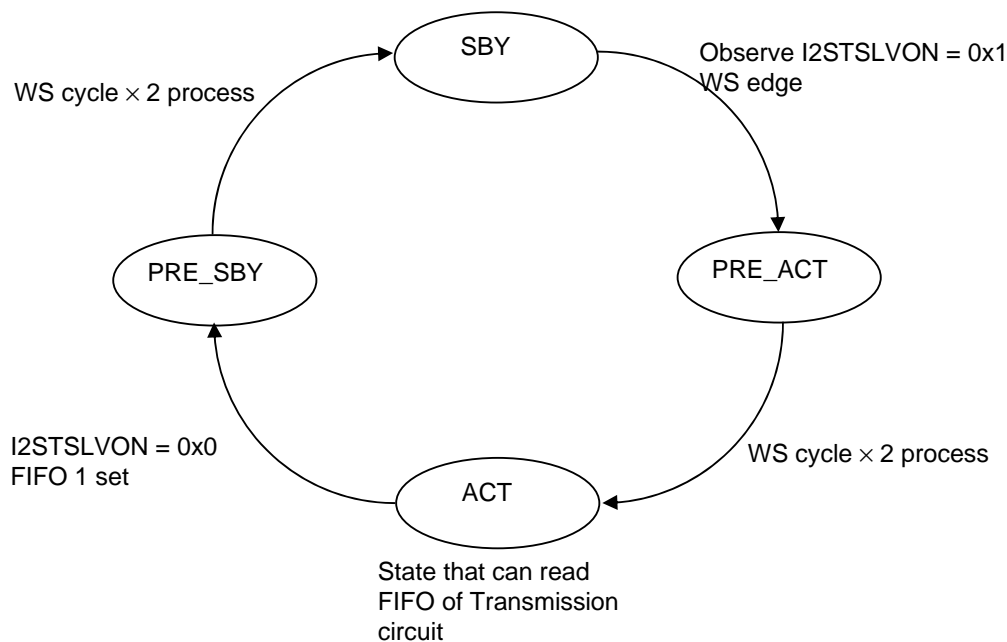 SBY
Observe I2STSLVON = 0x1
WS edge
WS cycle × 2 process
PRE_SBY
PRE_ACT
I2STSLVON = 0x0
FIFO 1 set
WS cycle × 2 process
ACT
State that can read
FIFO of Transmission
circuit